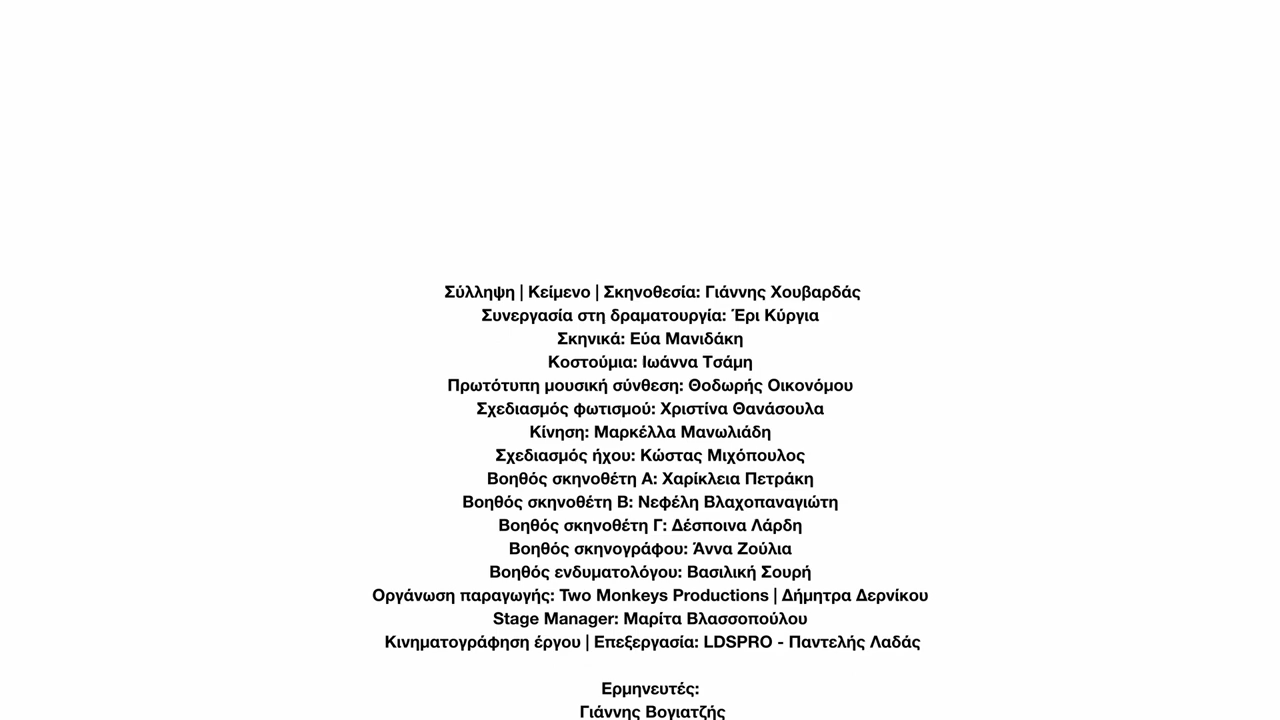 Σύλληψη | Κείμενο | Σκηνοθεσία: Γιάννης Χουβαρδάς
Συνεργασία στη δραματουργία: Έρι Κύργια
Σκηνικά: Εύα Μανιδάκη
Κοστούμια: Ιωάννα Τσάμη
Πρωτότυπη μουσική σύνθεση: Θοδωρής Οικονόμου
Σχεδιασμός φωτισμού: Χριστίνα Θανάσουλα
Κίνηση: Μαρκέλλα Μανωλιάδη
Σχεδιασμός ήχου: Κώστας Μιχόπουλος
Βοηθός σκηνοθέτη Α: Χαρίκλεια Πετράκη
Βοηθός σκηνοθέτη Β: Νεφέλη Βλαχοπαναγιώτη
Βοηθός σκηνοθέτη Γ: Δέσποινα Λάρδη
Βοηθός σκηνογράφου: Άννα Ζούλια
Βοηθός ενδυματολόγου: Βασιλική Σουρή
Οργάνωση παραγωγής: Two Monkeys Productions | Δήμητρα Δερνίκου
Stage Manager: Μαρίτα Βλασσοπούλου
Κινηματογράφηση έργου | Επεξεργασία: LDSPRO - Παντελής Λαδάς
Ερμηνευτές:
Γιάννης Βογιατζής